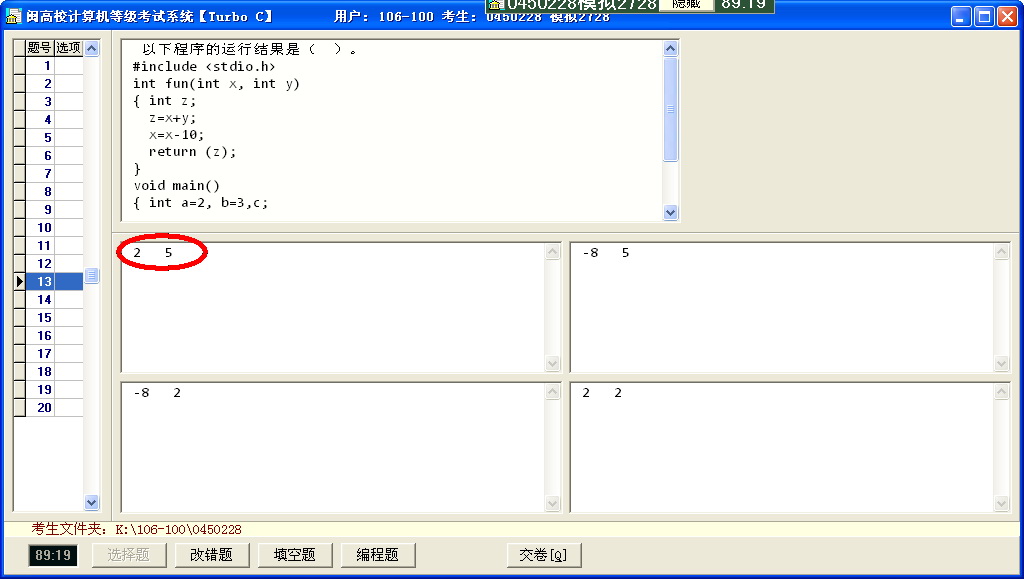 0450228模拟2728 隐藏 89:19
闽高校计算机等级考试系统【Turbo C】 用户: 106-100 考生: 0450228 模拟2728
题号 选项
1
2
3
4
5
6
7
8
9
10
11
12
13
14
15
16
17
18
19
20
以下程序的运行结果是（ ）。
#include <stdio.h>
int fun(int x, int y)
{ int z;
z=x+y;
x=x-10;
return (z);
}
void main()
{ int a=2, b=3,c;
2 5
-8 5
-8 2
2 2
考生文件夹: K:\106-100\0450228
89:19 选择题 改错题 填空题 编程题 交卷[Q]